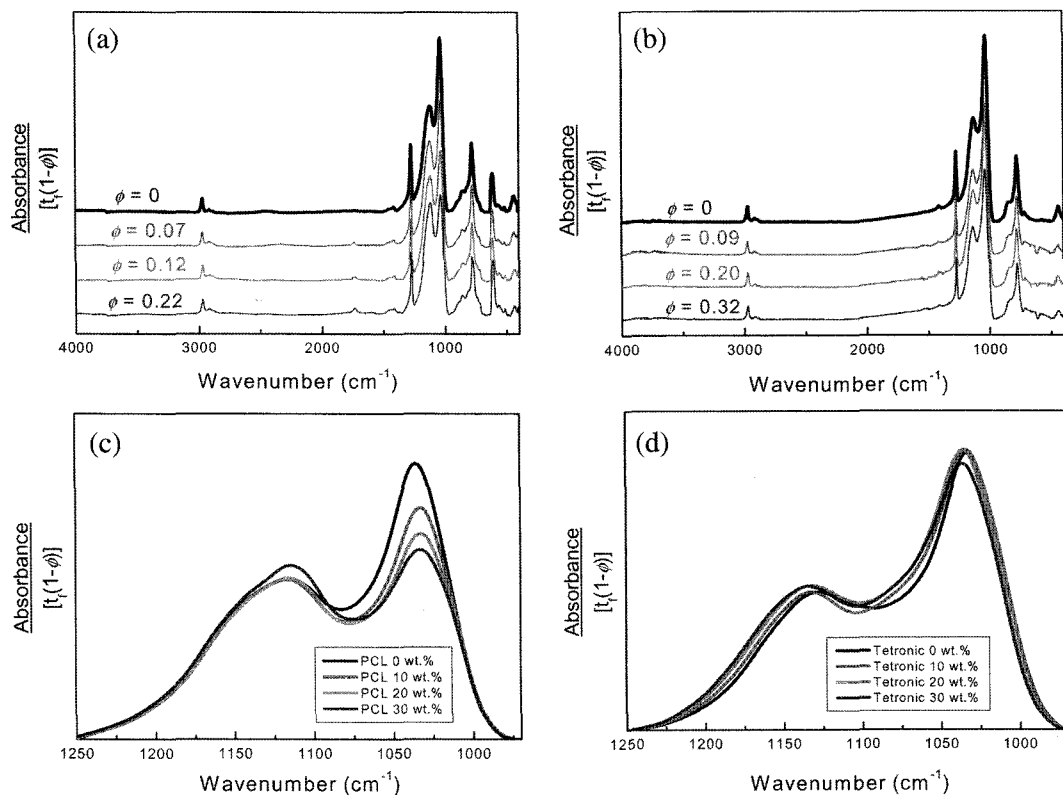 (a)
Absorbance
[t_f(1-ϕ)]
ϕ = 0
ϕ = 0.07
ϕ = 0.12
ϕ = 0.22
4000 3000 2000 1000
Wavenumber (cm⁻¹)
(b)
Absorbance
[t_f(1-ϕ)]
ϕ = 0
ϕ = 0.09
ϕ = 0.20
ϕ = 0.32
4000 3000 2000 1000
Wavenumber (cm⁻¹)
(c)
Absorbance
[t_f(1-ϕ)]
PCL 0 wt.%
PCL 10 wt.%
PCL 20 wt.%
PCL 30 wt.%
1250 1200 1150 1100 1050 1000
Wavenumber (cm⁻¹)
(d)
Absorbance
[t_f(1-ϕ)]
Tetronic 0 wt.%
Tetronic 10 wt.%
Tetronic 20 wt.%
Tetronic 30 wt.%
1250 1200 1150 1100 1050 1000
Wavenumber (cm⁻¹)